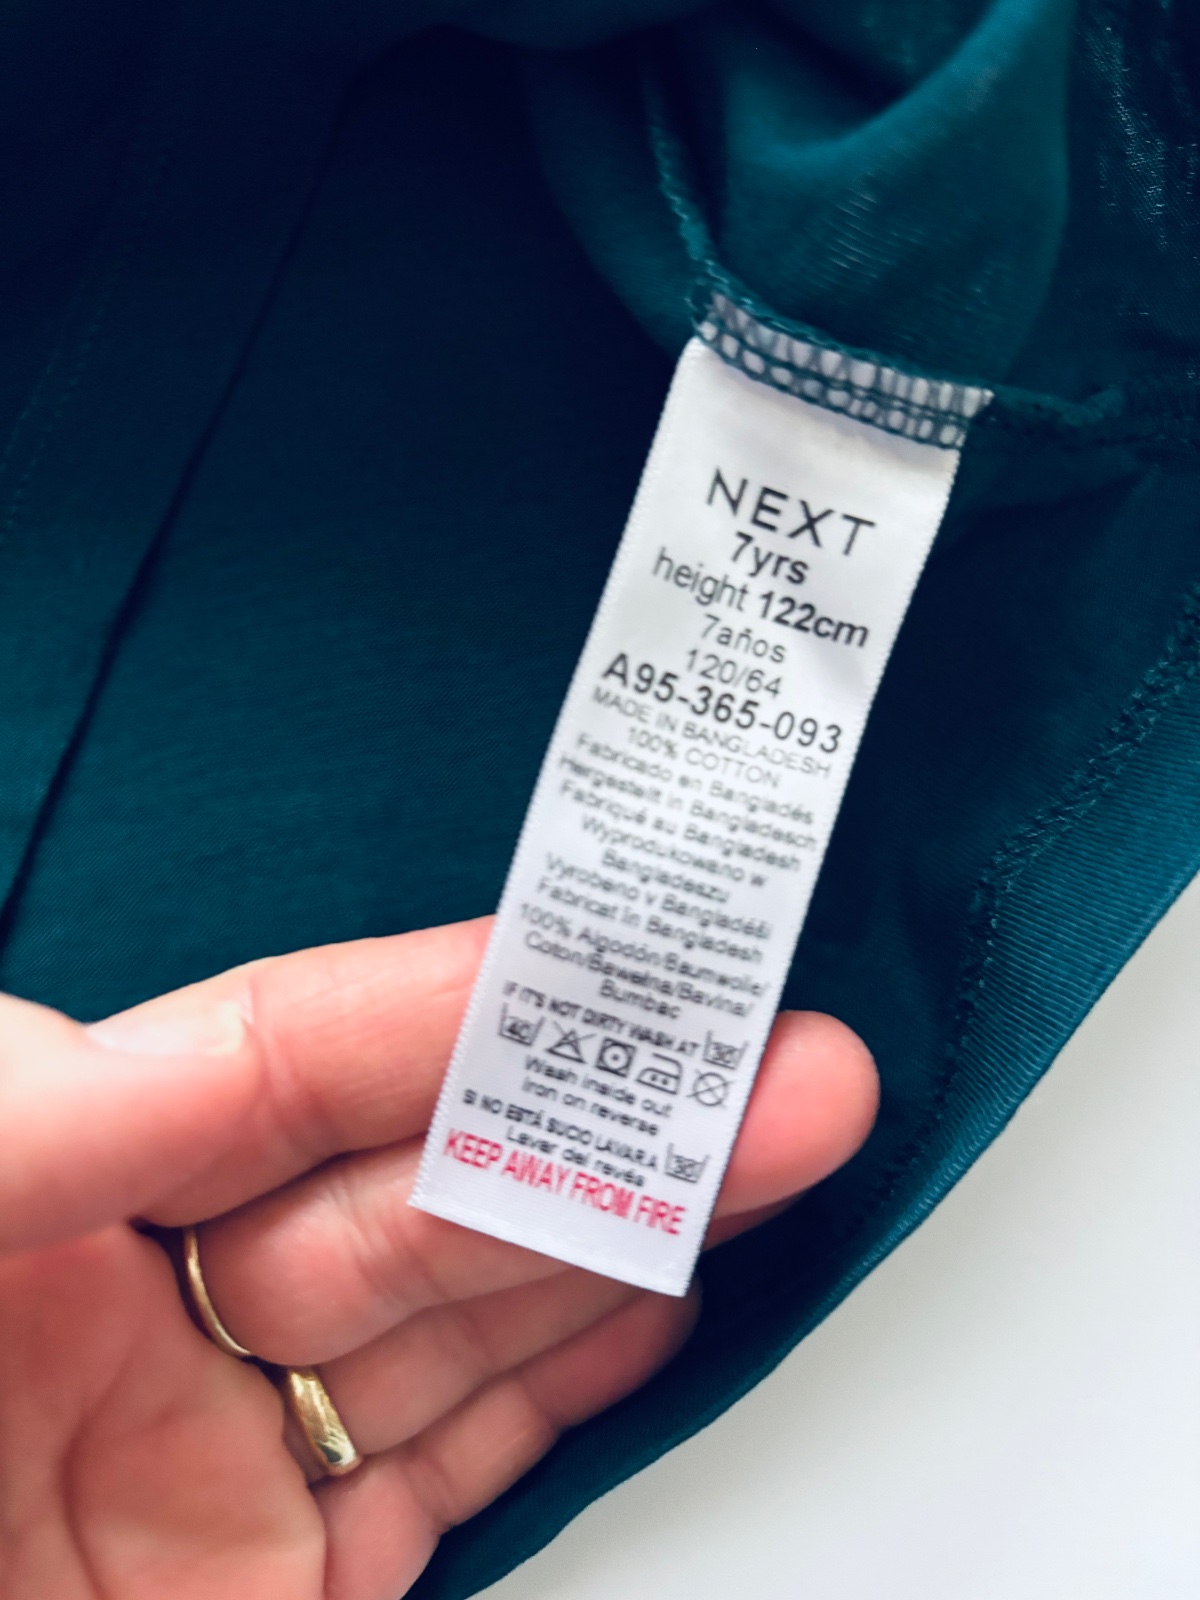 NEXT
7yrs
height 122cm
7años
120/64
A95-365-093
MADE IN BANGLADESH
100% COTTON
Fabricado en Bangladés
Hergestellt in Bangladesch
Fabriqué au Bangladesh
Wyprodukowano w
Bangladeszu
Vyrobeno v Bangladéši
Fabricat în Bangladesh
100% Algodón/Baumwolle/
Coton/Bawełna/Bavlna/
Bumbac
IF IT'S NOT DIRTY WASH AT 30
40
Wash inside out
Iron on reverse
SI NO ESTÁ SUCIO LAVAR A 30
Lavar del revés
KEEP AWAY FROM FIRE